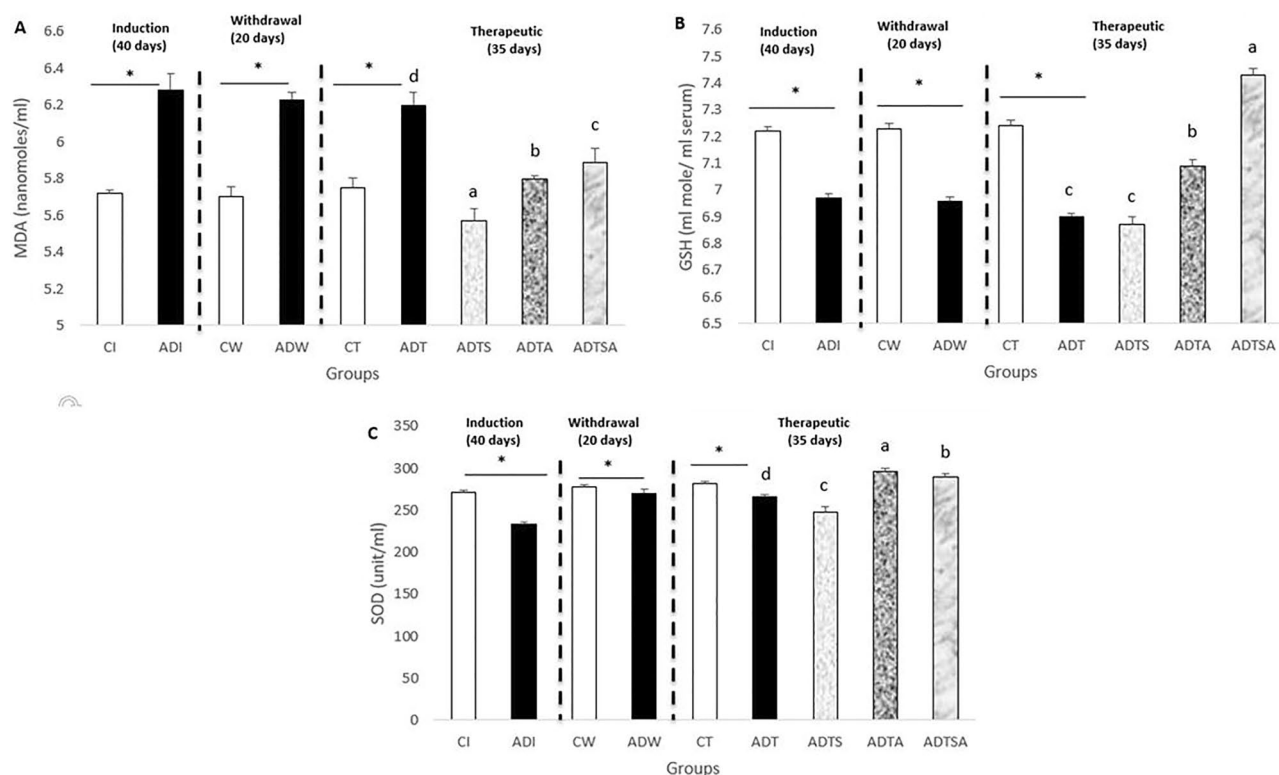 A
Induction
(40 days)
Withdrawal
(20 days)
Therapeutic
(35 days)
MDA (nanomoles/ml)
6.6
6.4
6.2
6
5.8
5.6
5.4
5.2
5
*
*
*
d
a
b
c
CI ADI CW ADW CT ADT ADTS ADTA ADTSA
Groups
B
Induction
(40 days)
Withdrawal
(20 days)
Therapeutic
(35 days)
GSH (ml mole/ ml serum)
7.6
7.5
7.4
7.3
7.2
7.1
7
6.9
6.8
6.7
6.6
6.5
*
*
*
c
c
b
a
CI ADI CW ADW CT ADT ADTS ADTA ADTSA
Groups
C
Induction
(40 days)
Withdrawal
(20 days)
Therapeutic
(35 days)
SOD (unit/ml)
350
300
250
200
150
100
50
0
*
*
*
d
c
a
b
CI ADI CW ADW CT ADT ADTS ADTA ADTSA
Groups